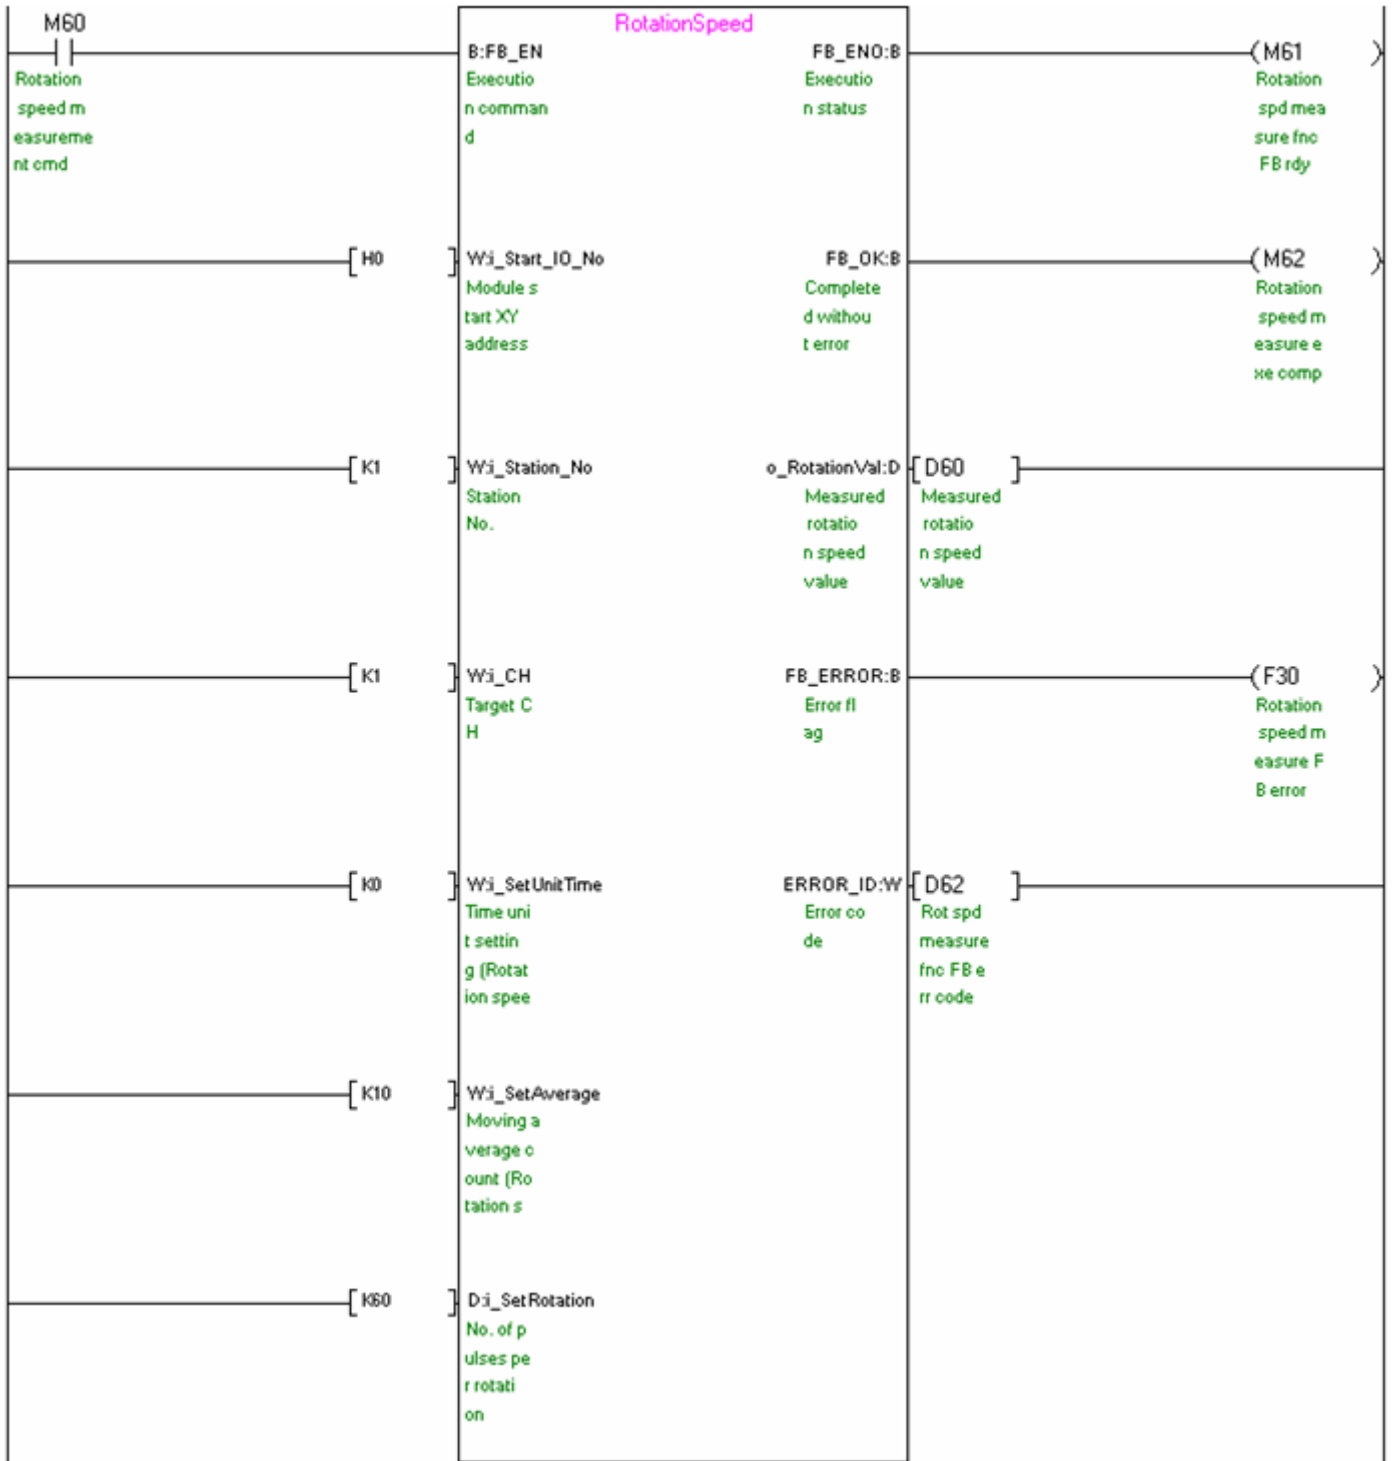 M60
RotationSpeed
B:FB_EN
FB_ENO:B
(M61 )
Rotation
speed m
easureme
nt cmd
Executio
n comman
d
Executio
n status
Rotation
spd mea
sure fnc
FB rdy
[ H0 ]
W:i_Start_IO_No
FB_OK:B
(M62 )
Module s
tart XY
address
Complete
d withou
t error
Rotation
speed m
easure e
xe comp
[ K1 ]
W:i_Station_No
o_RotationVal:D
[ D60 ]
Station
No.
Measured
rotatio
n speed
value
Measured
rotatio
n speed
value
[ K1 ]
W:i_CH
FB_ERROR:B
(F30 )
Target C
H
Error fl
ag
Rotation
speed m
easure F
B error
[ K0 ]
W:i_SetUnitTime
ERROR_ID:W
[ D62 ]
Time uni
t settin
g (Rotat
ion spee
Error co
de
Rot spd
measure
fnc FB e
rr code
[ K10 ]
W:i_SetAverage
Moving a
verage c
ount (Ro
tation s
[ K60 ]
D:i_SetRotation
No. of p
ulses pe
r rotati
on